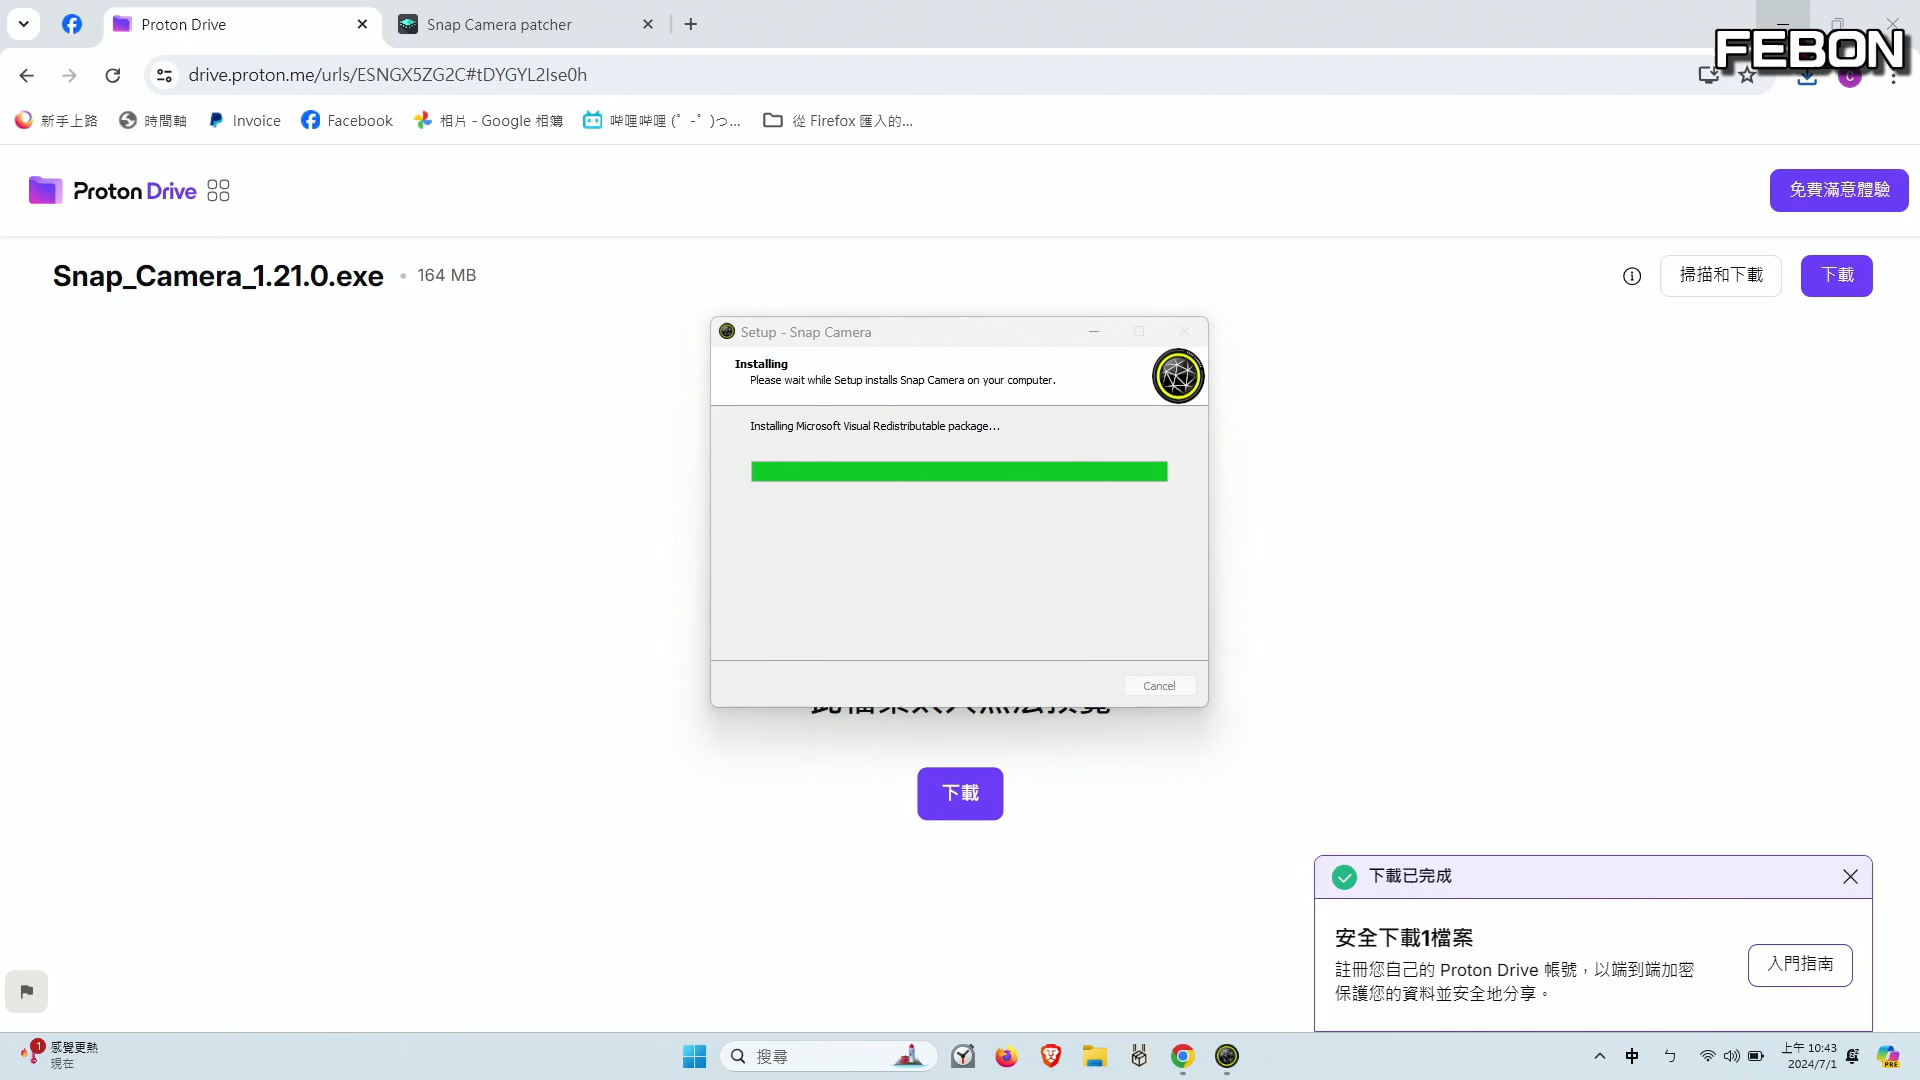 Proton Drive
Snap Camera patcher
FEBON
drive.proton.me/urls/ESNGX5ZG2C#tDYGYL2Ise0h
新手上路
時間軸
Invoice
Facebook
相片 - Google 相簿
嗶哩嗶哩 (゜-゜)つ...
從 Firefox 匯入的...
Proton Drive
免費滿意體驗
Snap_Camera_1.21.0.exe • 164 MB
掃描和下載
下載
Setup - Snap Camera
Installing
Please wait while Setup installs Snap Camera on your computer.
Installing Microsoft Visual Redistributable package...
Cancel
下載
下載已完成
安全下載1檔案
註冊您自己的 Proton Drive 帳號，以端到端加密
保護您的資料並安全地分享。
入門指南
1
感覺更熱
現在
搜尋
中
ㄅ
上午 10:43
2024/7/1
PRE